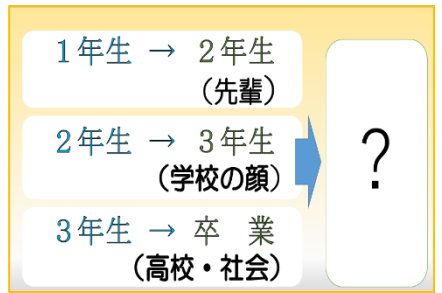 1年生 → 2年生
(先輩)
2年生 → 3年生
(学校の顔)
3年生 → 卒　業
(高校・社会)
?